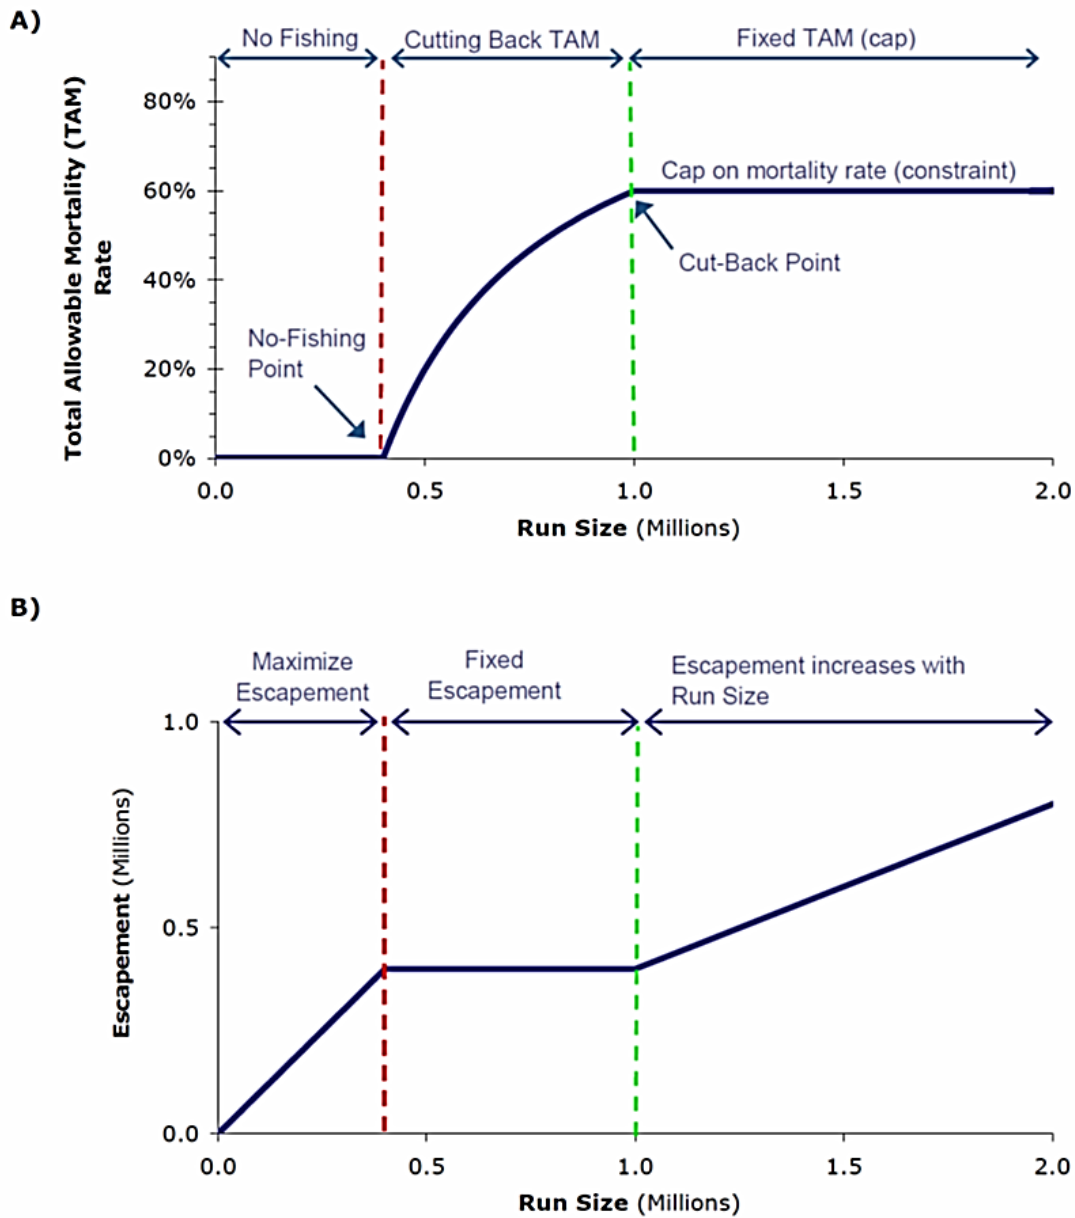 A)
No Fishing
Cutting Back TAM
Fixed TAM (cap)
Total Allowable Mortality (TAM)
Rate
80%
60%
40%
20%
0%
Cap on mortality rate (constraint)
Cut-Back Point
No-Fishing
Point
0.0 0.5 1.0 1.5 2.0
Run Size (Millions)
B)
Maximize
Escapement
Fixed
Escapement
Escapement increases with
Run Size
Escapement (Millions)
1.0
0.5
0.0
0.0 0.5 1.0 1.5 2.0
Run Size (Millions)